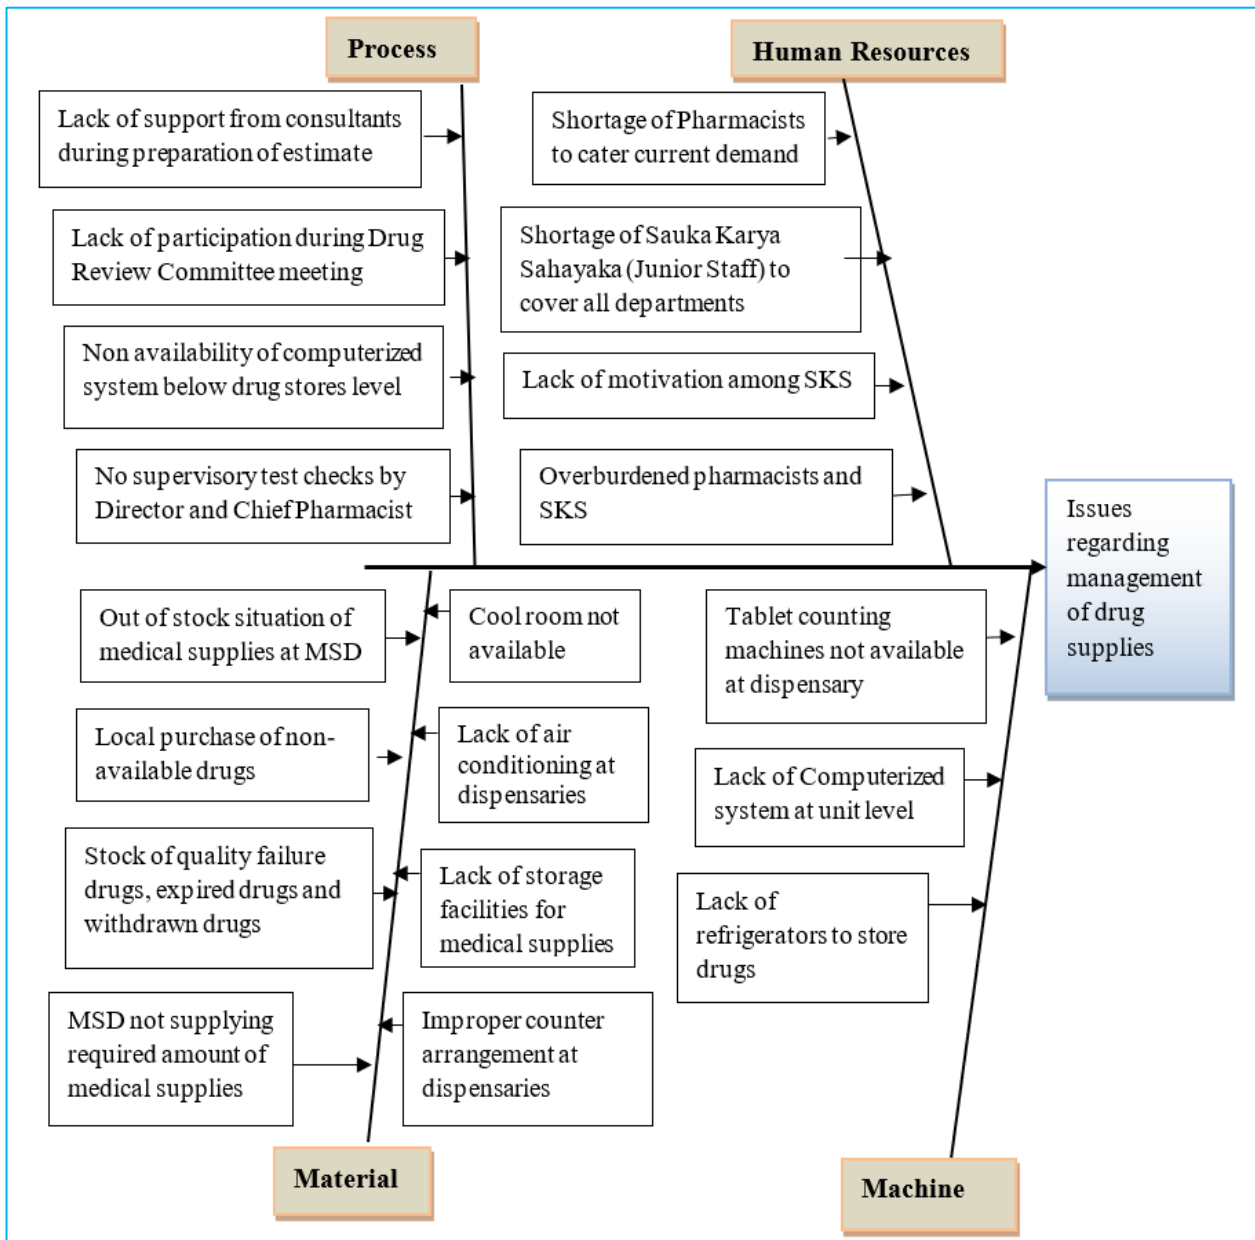 Process
Human Resources
Lack of support from consultants
during preparation of estimate
Lack of participation during Drug
Review Committee meeting
Non availability of computerized
system below drug stores level
No supervisory test checks by
Director and Chief Pharmacist
Shortage of Pharmacists
to cater current demand
Shortage of Sauka Karya
Sahayaka (Junior Staff) to
cover all departments
Lack of motivation among SKS
Overburdened pharmacists and
SKS
Issues
regarding
management
of drug
supplies
Out of stock situation of
medical supplies at MSD
Local purchase of non-
available drugs
Stock of quality failure
drugs, expired drugs and
withdrawn drugs
MSD not supplying
required amount of
medical supplies
Cool room not
available
Lack of air
conditioning at
dispensaries
Lack of storage
facilities for
medical supplies
Improper counter
arrangement at
dispensaries
Tablet counting
machines not available
at dispensary
Lack of Computerized
system at unit level
Lack of
refrigerators to store
drugs
Material
Machine